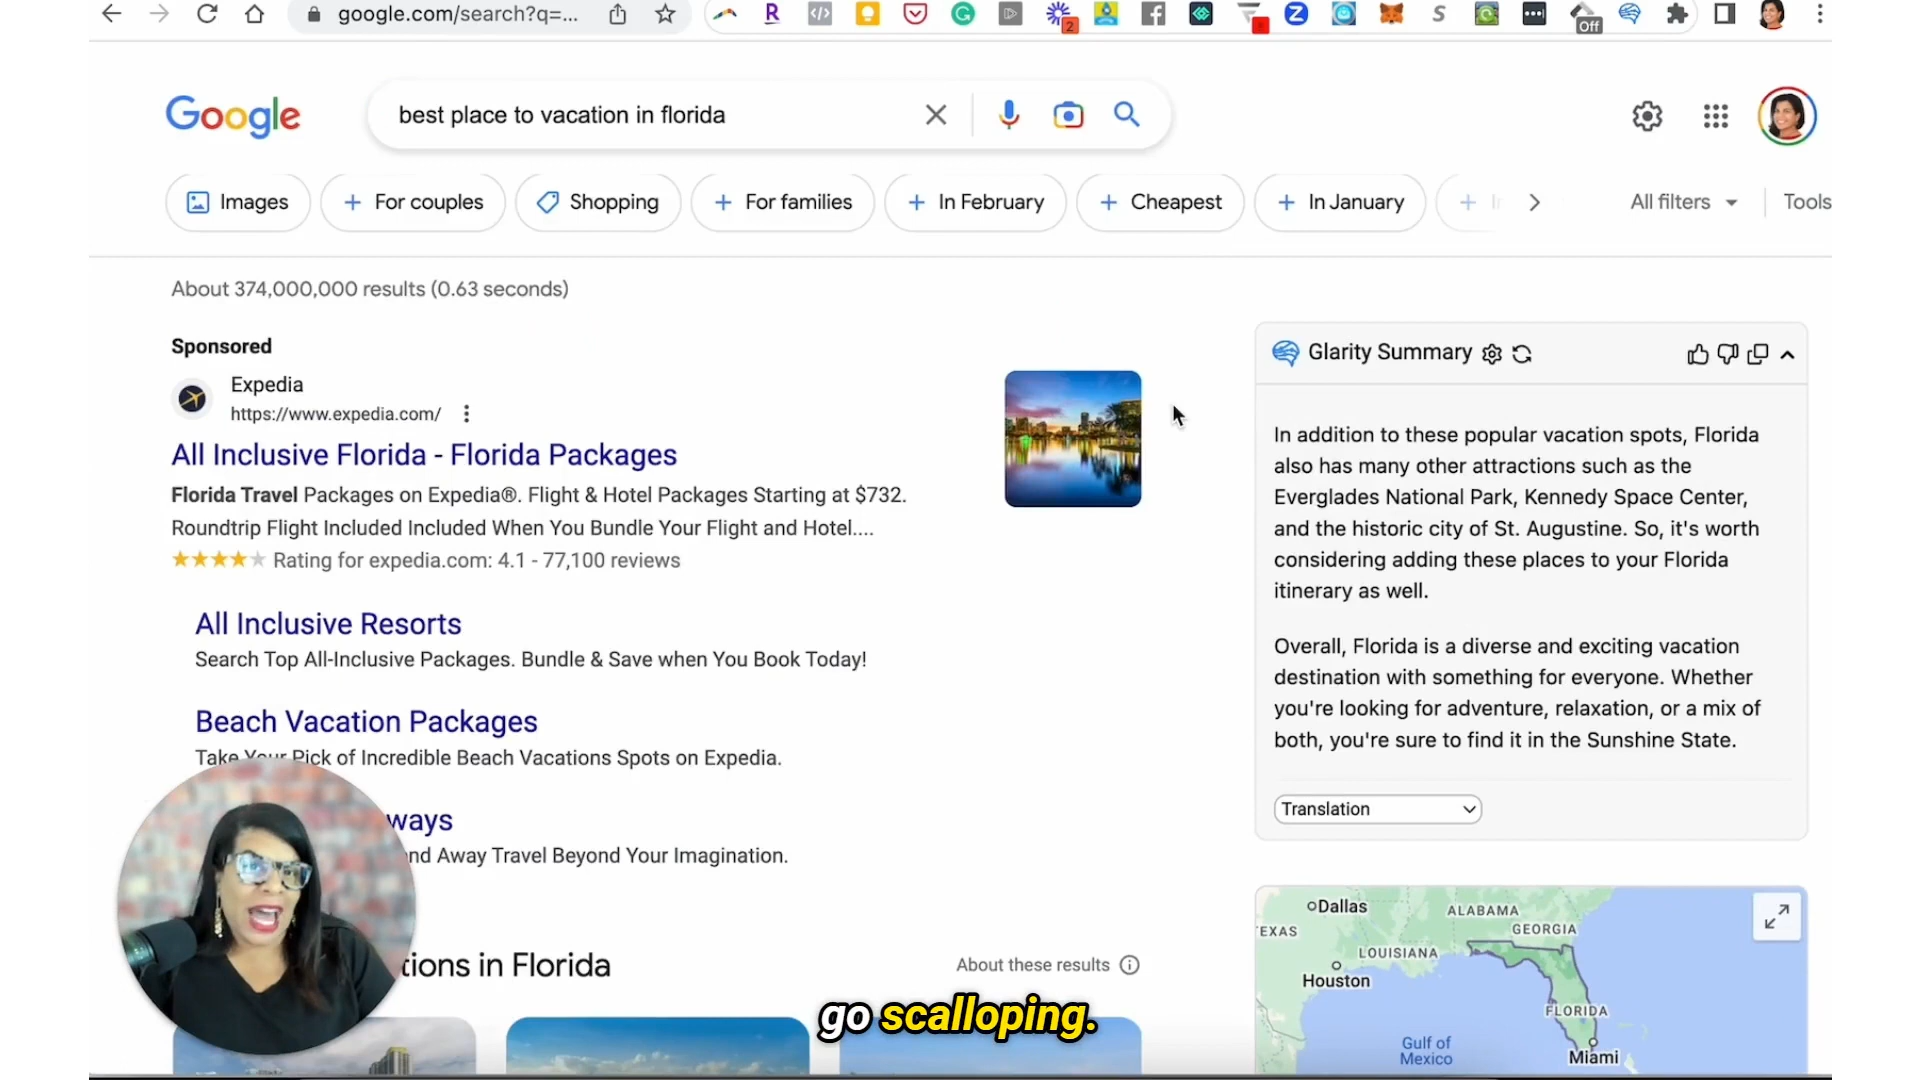 google.com/search?q=...
2
Off
Google
best place to vacation in florida
Images
+ For couples
Shopping
+ For families
+ In February
+ Cheapest
+ In January
All filters
Tools
About 374,000,000 results (0.63 seconds)
Sponsored
Expedia
https://www.expedia.com/
All Inclusive Florida - Florida Packages
Florida Travel Packages on Expedia®. Flight & Hotel Packages Starting at $732.
Roundtrip Flight Included Included When You Bundle Your Flight and Hotel....
Rating for expedia.com: 4.1 - 77,100 reviews
All Inclusive Resorts
Search Top All-Inclusive Packages. Bundle & Save when You Book Today!
Beach Vacation Packages
Take Your Pick of Incredible Beach Vacations Spots on Expedia.
ways
nd Away Travel Beyond Your Imagination.
tions in Florida
About these results
go scalloping.
Glarity Summary
In addition to these popular vacation spots, Florida
also has many other attractions such as the
Everglades National Park, Kennedy Space Center,
and the historic city of St. Augustine. So, it's worth
considering adding these places to your Florida
itinerary as well.
Overall, Florida is a diverse and exciting vacation
destination with something for everyone. Whether
you're looking for adventure, relaxation, or a mix of
both, you're sure to find it in the Sunshine State.
Translation
Dallas
ALABAMA
GEORGIA
EXAS
LOUISIANA
Houston
FLORIDA
Gulf of
Mexico
Miami